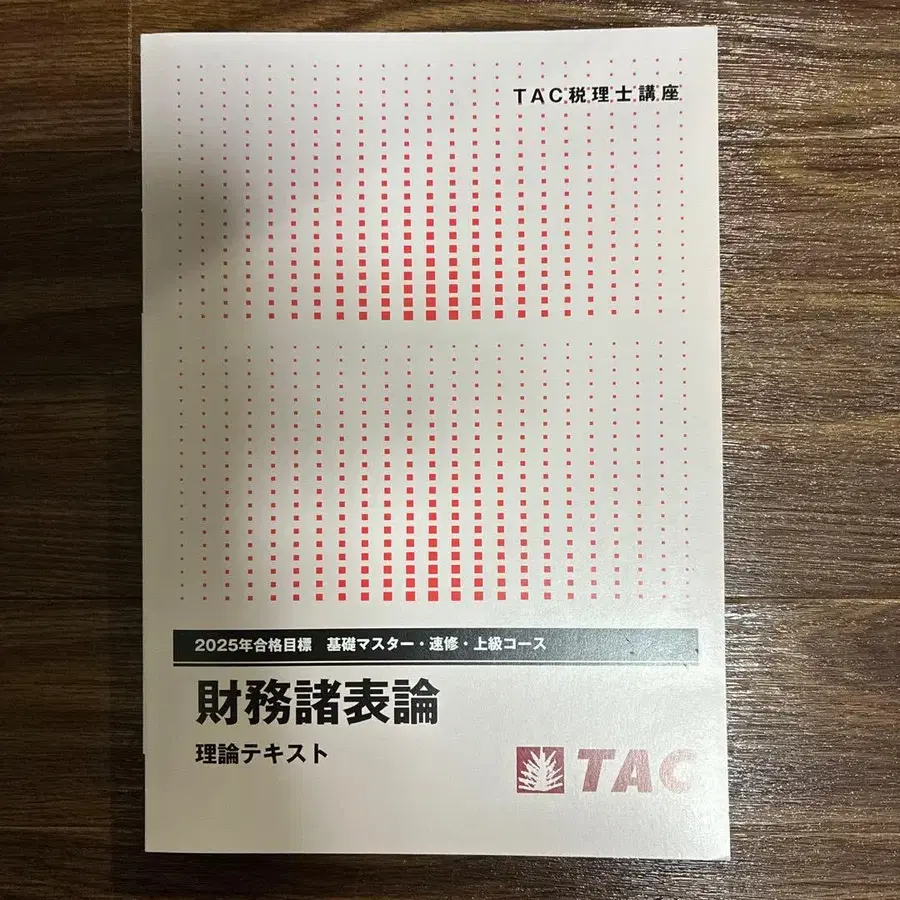 TAC税理士講座
2025年合格目標 基礎マスター・速修・上級コース
財務諸表論
理論テキスト
TAC